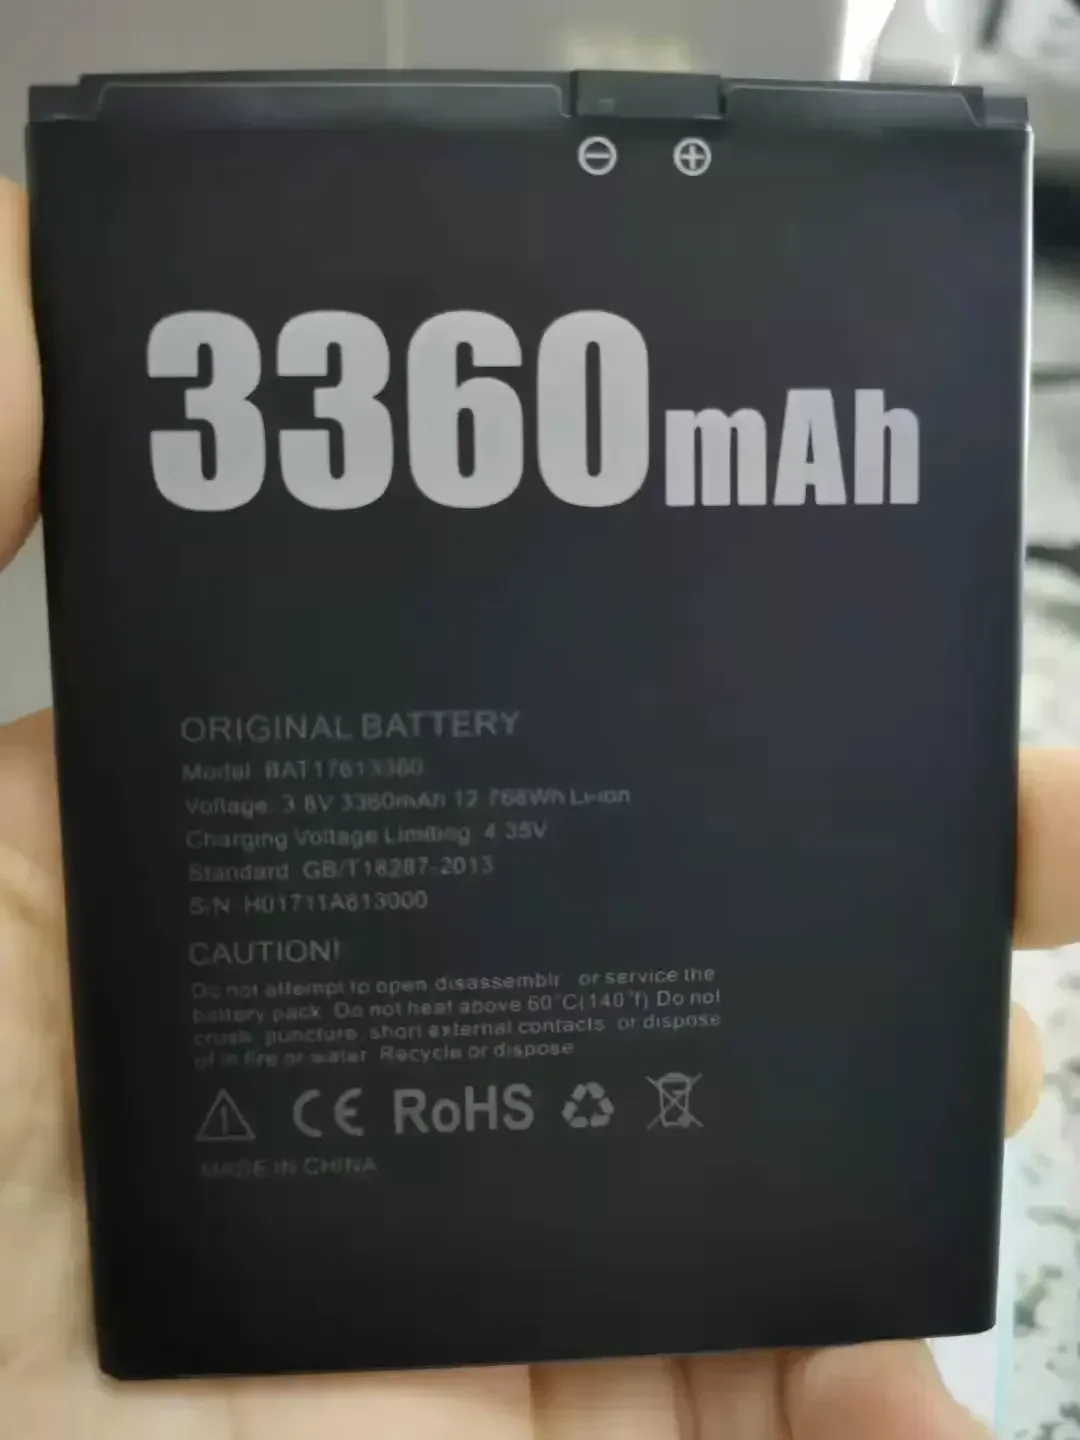 3360mAh
ORIGINAL BATTERY
Model: BAT17613360
Voltage: 3.8V 3360mAh 12.768Wh Li-ion
Charging Voltage Limiting: 4.35V
Standard: GB/T18287-2013
S/N: H01711A613000
CAUTION!
Do not attempt to open disassemblr, or service the
battery pack. Do not heat above 60°C(140°f) Do not
crush, puncture, short external contacts, or dispose
of in fire or water. Recycle or dispose
CE RoHS
MADE IN CHINA